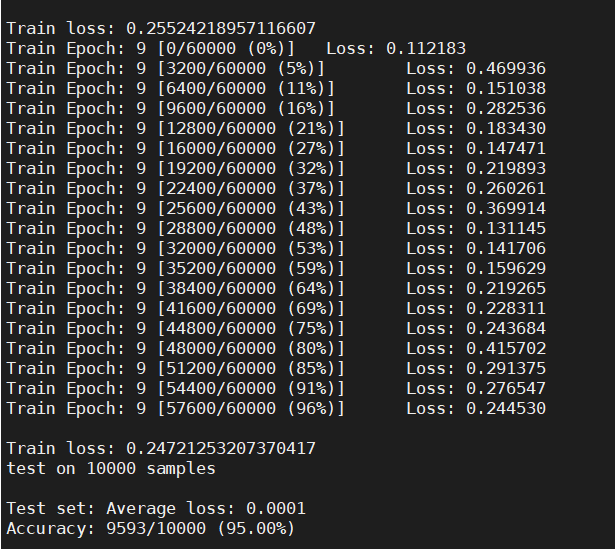 Train loss: 0.25524218957116607
Train Epoch: 9 [0/60000 (0%)] Loss: 0.112183
Train Epoch: 9 [3200/60000 (5%)] Loss: 0.469936
Train Epoch: 9 [6400/60000 (11%)] Loss: 0.151038
Train Epoch: 9 [9600/60000 (16%)] Loss: 0.282536
Train Epoch: 9 [12800/60000 (21%)] Loss: 0.183430
Train Epoch: 9 [16000/60000 (27%)] Loss: 0.147471
Train Epoch: 9 [19200/60000 (32%)] Loss: 0.219893
Train Epoch: 9 [22400/60000 (37%)] Loss: 0.260261
Train Epoch: 9 [25600/60000 (43%)] Loss: 0.369914
Train Epoch: 9 [28800/60000 (48%)] Loss: 0.131145
Train Epoch: 9 [32000/60000 (53%)] Loss: 0.141706
Train Epoch: 9 [35200/60000 (59%)] Loss: 0.159629
Train Epoch: 9 [38400/60000 (64%)] Loss: 0.219265
Train Epoch: 9 [41600/60000 (69%)] Loss: 0.228311
Train Epoch: 9 [44800/60000 (75%)] Loss: 0.243684
Train Epoch: 9 [48000/60000 (80%)] Loss: 0.415702
Train Epoch: 9 [51200/60000 (85%)] Loss: 0.291375
Train Epoch: 9 [54400/60000 (91%)] Loss: 0.276547
Train Epoch: 9 [57600/60000 (96%)] Loss: 0.244530
Train loss: 0.24721253207370417
test on 10000 samples
Test set: Average loss: 0.0001
Accuracy: 9593/10000 (95.00%)